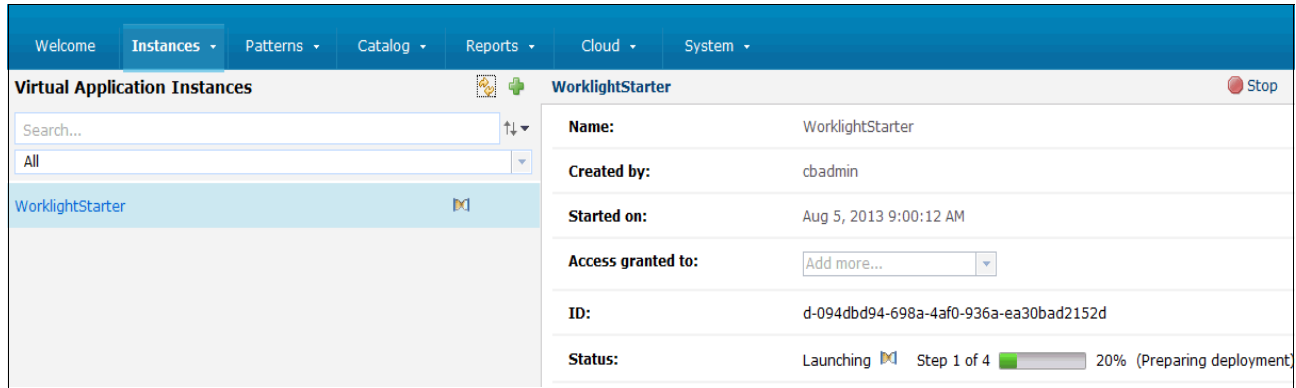 Welcome Instances Patterns Catalog Reports Cloud System
Virtual Application Instances
Search...
All
WorklightStarter
WorklightStarter Stop
Name: WorklightStarter
Created by: cbadmin
Started on: Aug 5, 2013 9:00:12 AM
Access granted to: Add more...
ID: d-094dbd94-698a-4af0-936a-ea30bad2152d
Status: Launching Step 1 of 4 20% (Preparing deployment)